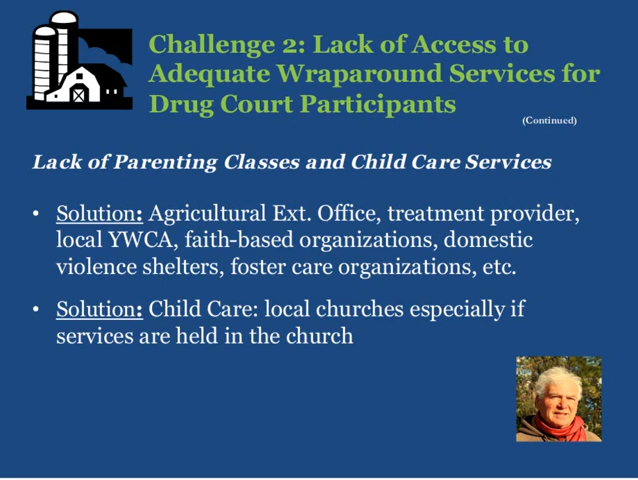 Challenge 2: Lack of Access to
Adequate Wraparound Services for
Drug Court Participants
(Continued)
Lack of Parenting Classes and Child Care Services
• Solution: Agricultural Ext. Office, treatment provider,
local YWCA, faith-based organizations, domestic
violence shelters, foster care organizations, etc.
• Solution: Child Care: local churches especially if
services are held in the church